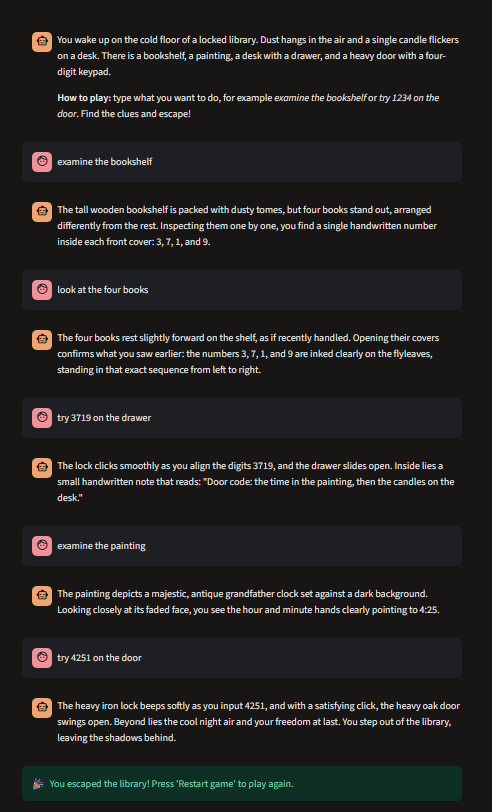 You wake up on the cold floor of a locked library. Dust hangs in the air and a single candle flickers
on a desk. There is a bookshelf, a painting, a desk with a drawer, and a heavy door with a four-
digit keypad.
How to play: type what you want to do, for example examine the bookshelf or try 1234 on the
door. Find the clues and escape!
examine the bookshelf
The tall wooden bookshelf is packed with dusty tomes, but four books stand out, arranged
differently from the rest. Inspecting them one by one, you find a single handwritten number
inside each front cover: 3, 7, 1, and 9.
look at the four books
The four books rest slightly forward on the shelf, as if recently handled. Opening their covers
confirms what you saw earlier: the numbers 3, 7, 1, and 9 are inked clearly on the flyleaves,
standing in that exact sequence from left to right.
try 3719 on the drawer
The lock clicks smoothly as you align the digits 3719, and the drawer slides open. Inside lies a
small handwritten note that reads: "Door code: the time in the painting, then the candles on the
desk."
examine the painting
The painting depicts a majestic, antique grandfather clock set against a dark background.
Looking closely at its faded face, you see the hour and minute hands clearly pointing to 4:25.
try 4251 on the door
The heavy iron lock beeps softly as you input 4251, and with a satisfying click, the heavy oak door
swings open. Beyond lies the cool night air and your freedom at last. You step out of the library,
leaving the shadows behind.
You escaped the library! Press 'Restart game' to play again.